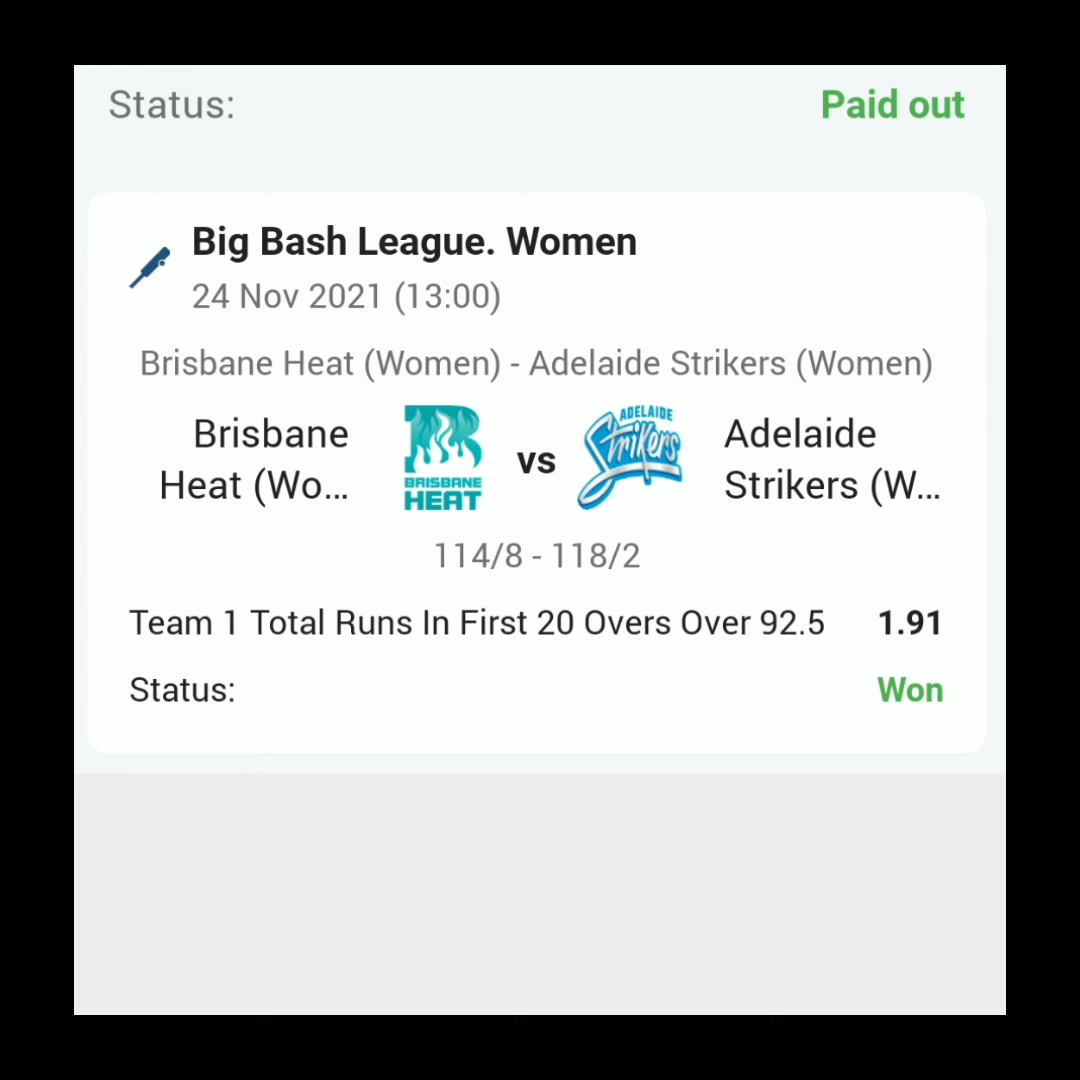 Status: Paid out
Big Bash League. Women
24 Nov 2021 (13:00)
Brisbane Heat (Women) - Adelaide Strikers (Women)
Brisbane
Heat (Wo...
BRISBANE
HEAT
vs
ADELAIDE
Strikers
Adelaide
Strikers (W...
114/8 - 118/2
Team 1 Total Runs In First 20 Overs Over 92.5 1.91
Status: Won